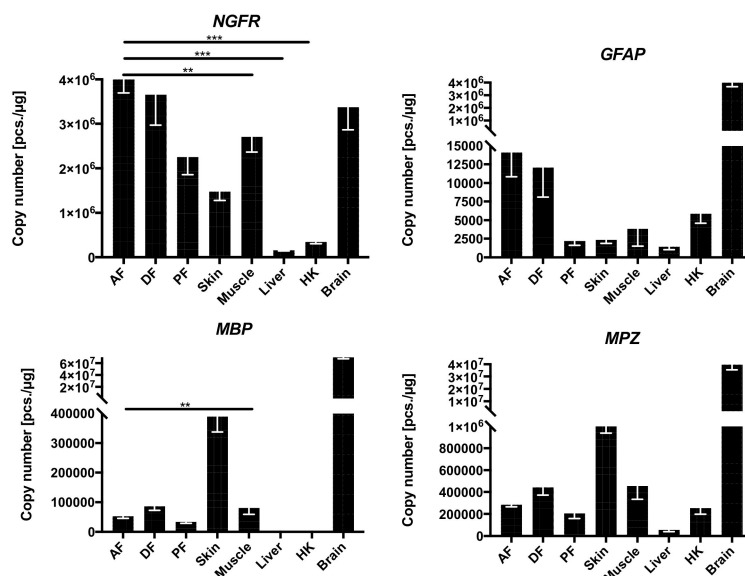 NGFR
***
***
**
Copy number [pcs./µg]
4×10⁶
3×10⁶
2×10⁶
1×10⁶
0
AF
DF
PF
Skin
Muscle
Liver
HK
Brain
GFAP
Copy number [pcs./µg]
4×10⁶
3×10⁶
2×10⁶
1×10⁶
15000
12500
10000
7500
5000
2500
0
AF
DF
PF
Skin
Muscle
Liver
HK
Brain
MBP
Copy number [pcs./µg]
6×10⁷
4×10⁷
2×10⁷
**
400000
300000
200000
100000
0
AF
DF
PF
Skin
Muscle
Liver
HK
Brain
MPZ
Copy number [pcs./µg]
4×10⁷
3×10⁷
2×10⁷
1×10⁷
1×10⁶
800000
600000
400000
200000
0
AF
DF
PF
Skin
Muscle
Liver
HK
Brain